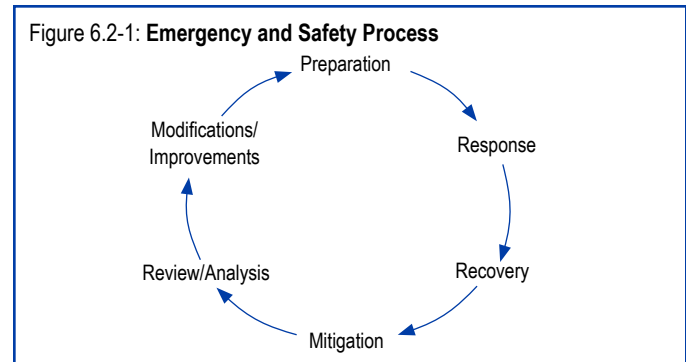 Figure 6.2-1: Emergency and Safety Process
Preparation
Response
Recovery
Mitigation
Review/Analysis
Modifications/
Improvements